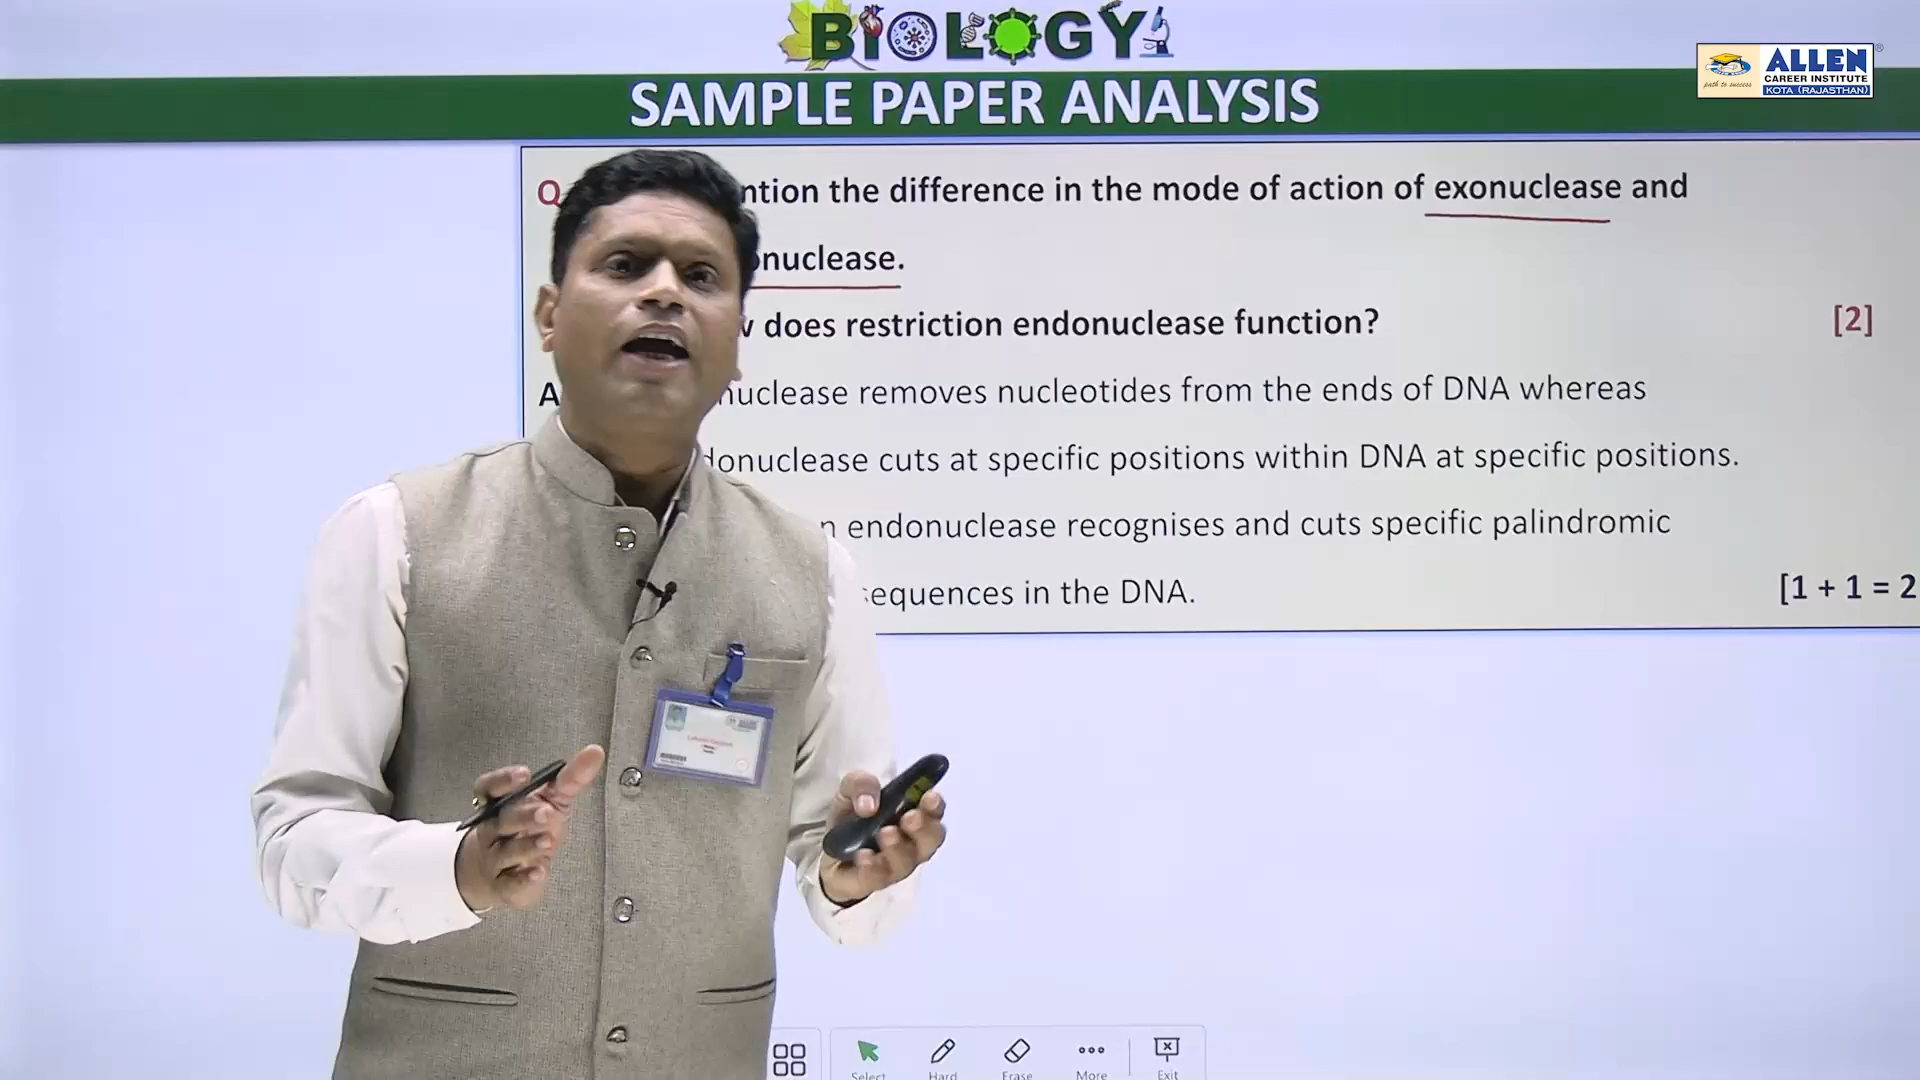 BIOLOGY
ALLEN
CAREER INSTITUTE
KOTA (RAJASTHAN)
path to success
SAMPLE PAPER ANALYSIS
Q ntion the difference in the mode of action of exonuclease and
onuclease.
w does restriction endonuclease function? [2]
A nuclease removes nucleotides from the ends of DNA whereas
donuclease cuts at specific positions within DNA at specific positions.
n endonuclease recognises and cuts specific palindromic
sequences in the DNA. [1 + 1 = 2
ALLEN
Select Hard Erase More Exit